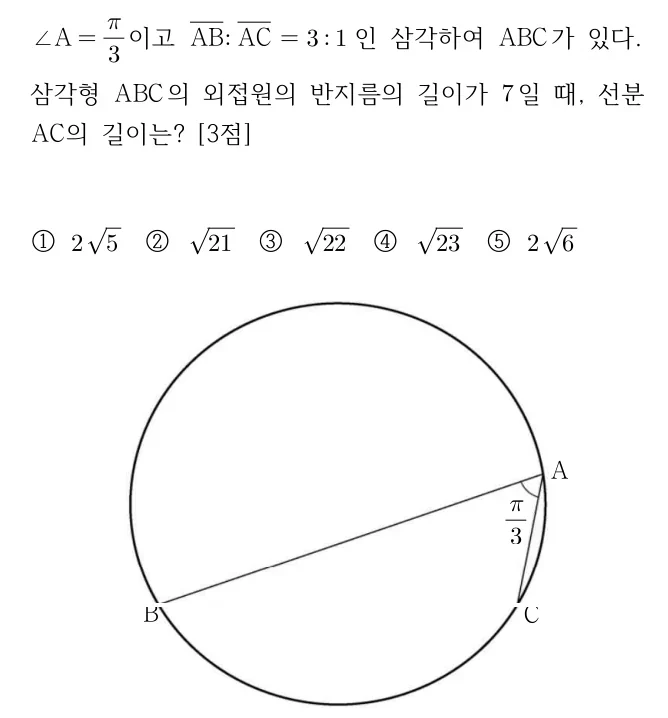 ∠A = π/3 이고 AB : AC = 3 : 1 인 삼각하여 ABC가 있다.
삼각형 ABC의 외접원의 반지름의 길이가 7일 때, 선분
AC의 길이는? [3점]
① 2√5 ② √21 ③ √22 ④ √23 ⑤ 2√6
A
π/3
B
C